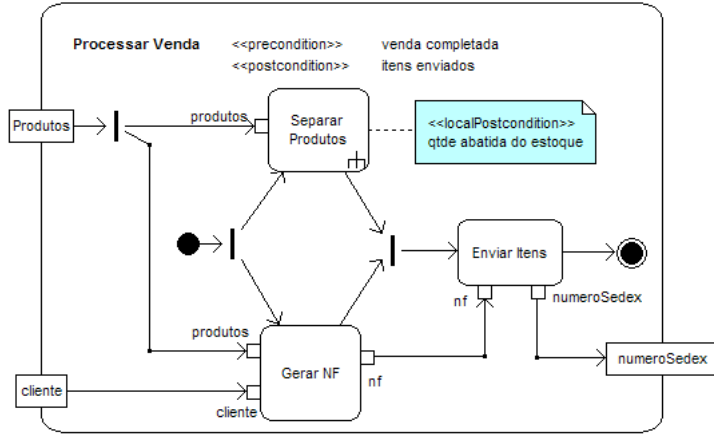 Processar Venda <<precondition>> venda completada
<<postcondition>> itens enviados
Produtos
produtos
Separar
Produtos
<<localPostcondition>>
qtde abatida do estoque
Enviar Itens
nf
numeroSedex
produtos
Gerar NF
nf
numeroSedex
cliente
cliente